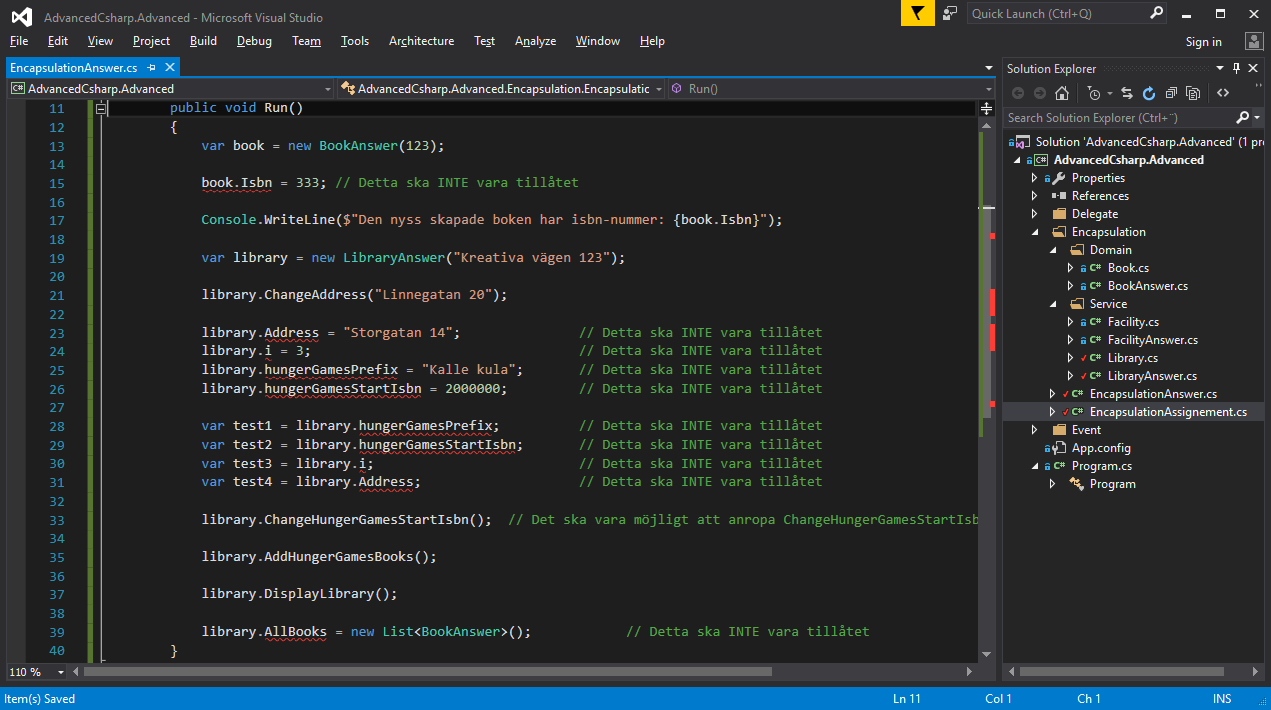 AdvancedCsharp.Advanced - Microsoft Visual Studio
Quick Launch (Ctrl+Q)
File Edit View Project Build Debug Team Tools Architecture Test Analyze Window Help
Sign in
EncapsulationAnswer.cs
C# AdvancedCsharp.Advanced
AdvancedCsharp.Advanced.Encapsulation.Encapsulatic
Run()
11 public void Run()
12 {
13 var book = new BookAnswer(123);
14
15 book.Isbn = 333; // Detta ska INTE vara tillåtet
16
17 Console.WriteLine($"Den nyss skapade boken har isbn-nummer: {book.Isbn}");
18
19 var library = new LibraryAnswer("Kreativa vägen 123");
20
21 library.ChangeAddress("Linnegatan 20");
22
23 library.Address = "Storgatan 14"; // Detta ska INTE vara tillåtet
24 library.i = 3; // Detta ska INTE vara tillåtet
25 library.hungerGamesPrefix = "Kalle kula"; // Detta ska INTE vara tillåtet
26 library.hungerGamesStartIsbn = 2000000; // Detta ska INTE vara tillåtet
27
28 var test1 = library.hungerGamesPrefix; // Detta ska INTE vara tillåtet
29 var test2 = library.hungerGamesStartIsbn; // Detta ska INTE vara tillåtet
30 var test3 = library.i; // Detta ska INTE vara tillåtet
31 var test4 = library.Address; // Detta ska INTE vara tillåtet
32
33 library.ChangeHungerGamesStartIsbn(); // Det ska vara möjligt att anropa ChangeHungerGamesStartIsb
34
35 library.AddHungerGamesBooks();
36
37 library.DisplayLibrary();
38
39 library.AllBooks = new List<BookAnswer>(); // Detta ska INTE vara tillåtet
40 }
110 %
Solution Explorer
Search Solution Explorer (Ctrl+¨)
Solution 'AdvancedCsharp.Advanced' (1 pr
C# AdvancedCsharp.Advanced
Properties
References
Delegate
Encapsulation
Domain
C# Book.cs
C# BookAnswer.cs
Service
C# Facility.cs
C# FacilityAnswer.cs
C# Library.cs
C# LibraryAnswer.cs
C# EncapsulationAnswer.cs
C# EncapsulationAssignement.cs
Event
App.config
C# Program.cs
Program
Item(s) Saved
Ln 11
Col 1
Ch 1
INS